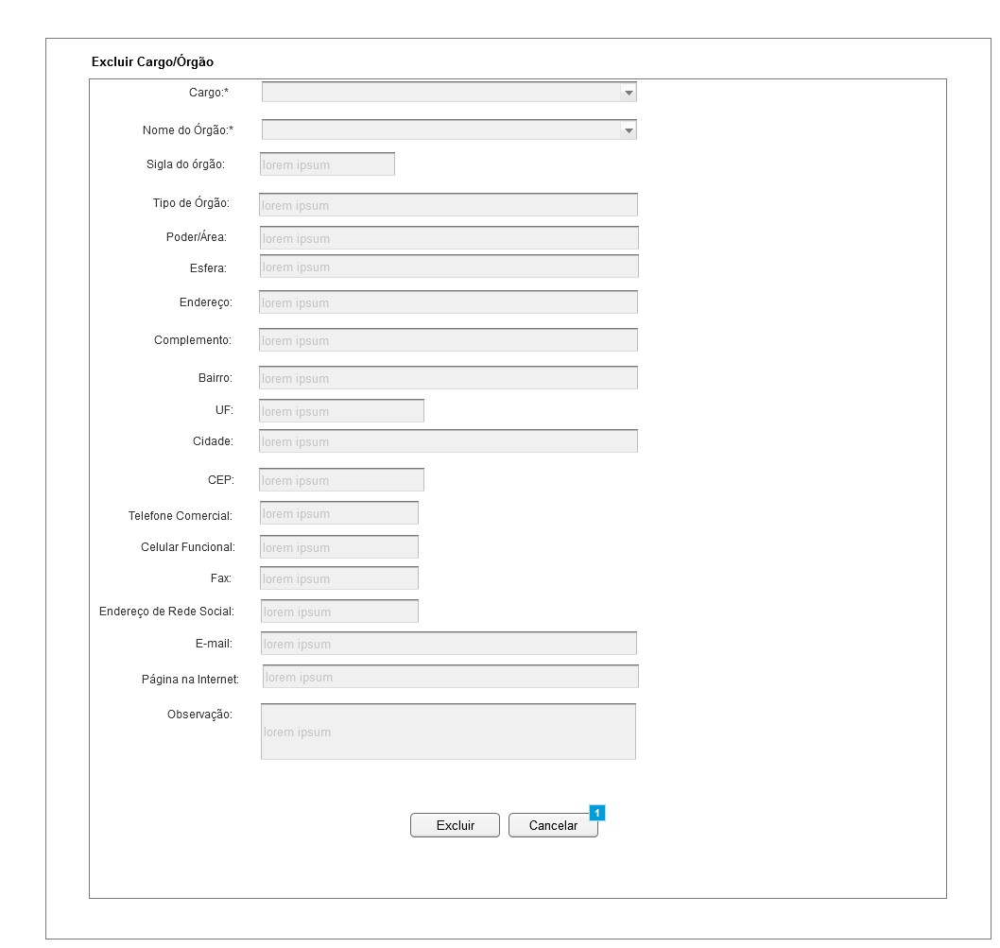 Excluir Cargo/Órgão
Cargo:*
Nome do Órgão:*
Sigla do órgão: lorem ipsum
Tipo de Órgão: lorem ipsum
Poder/Área: lorem ipsum
Esfera: lorem ipsum
Endereço: lorem ipsum
Complemento: lorem ipsum
Bairro: lorem ipsum
UF: lorem ipsum
Cidade: lorem ipsum
CEP: lorem ipsum
Telefone Comercial: lorem ipsum
Celular Funcional: lorem ipsum
Fax: lorem ipsum
Endereço de Rede Social: lorem ipsum
E-mail: lorem ipsum
Página na Internet: lorem ipsum
Observação: lorem ipsum
1
Excluir Cancelar